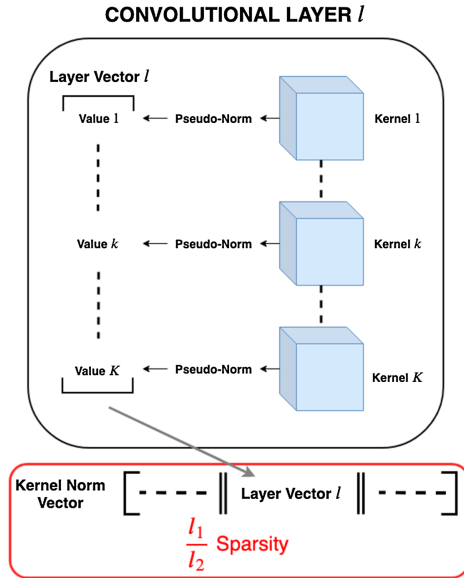 CONVOLUTIONAL LAYER l
Layer Vector l
Value 1 Pseudo-Norm Kernel 1
Value k Pseudo-Norm Kernel k
Value K Pseudo-Norm Kernel K
Kernel Norm
Vector
Layer Vector l
l₁
l₂
Sparsity